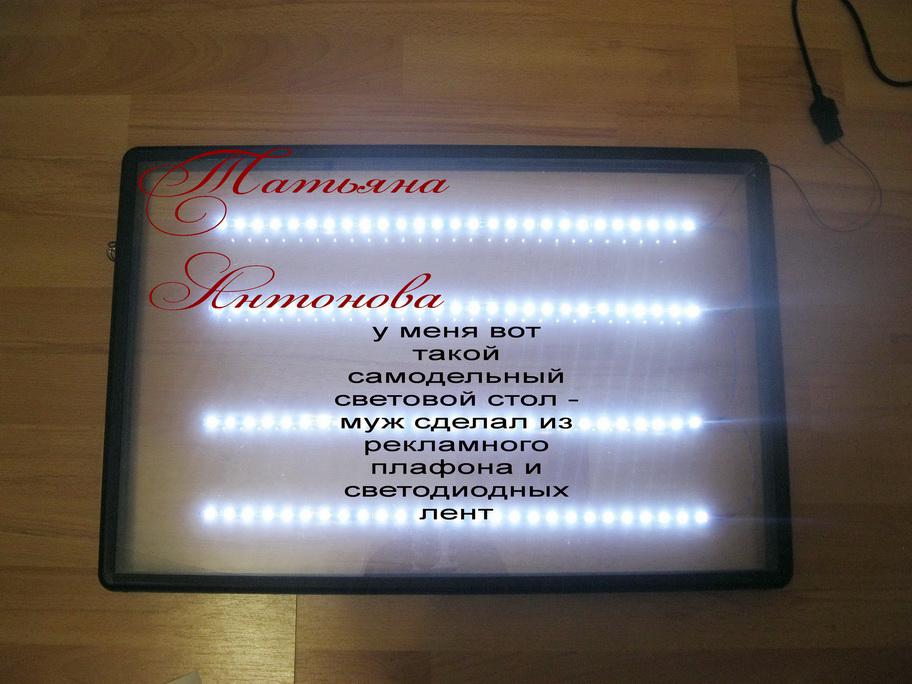 Татьяна
Антонова
у меня вот
такой
самодельный
световой стол -
муж сделал из
рекламного
плафона и
светодиодных
лент